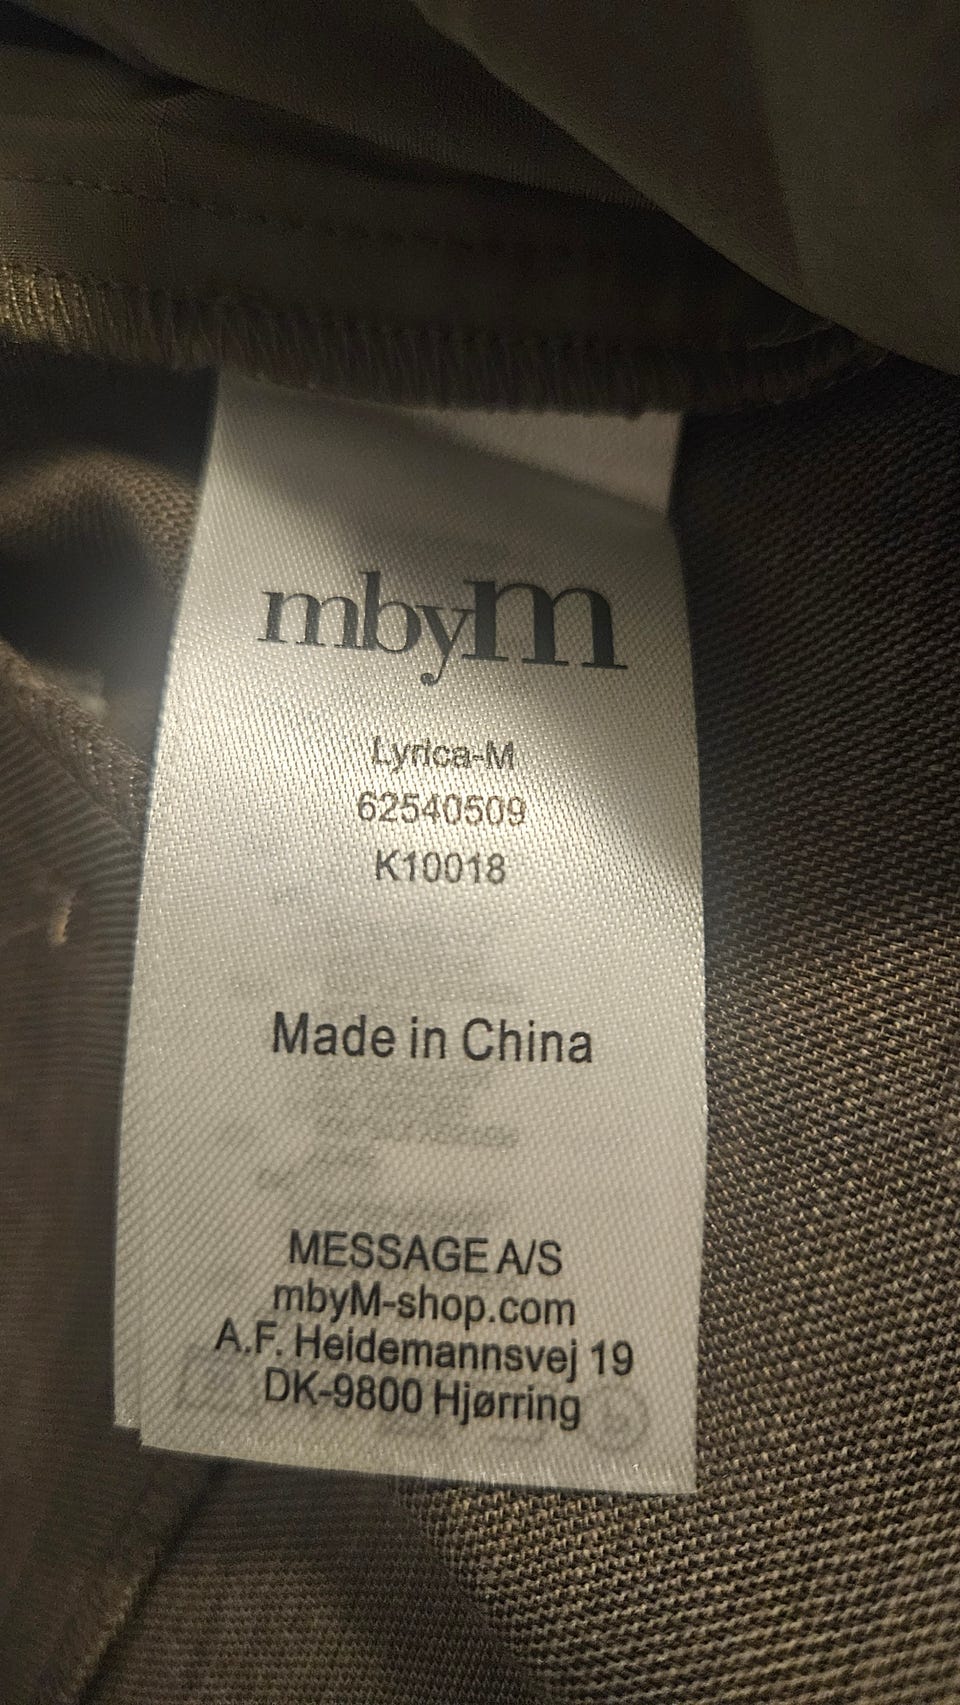 mbyM
Lyrica-M
62540509
K10018
Made in China
MESSAGE A/S
mbyM-shop.com
A.F. Heidemannsvej 19
DK-9800 Hjørring